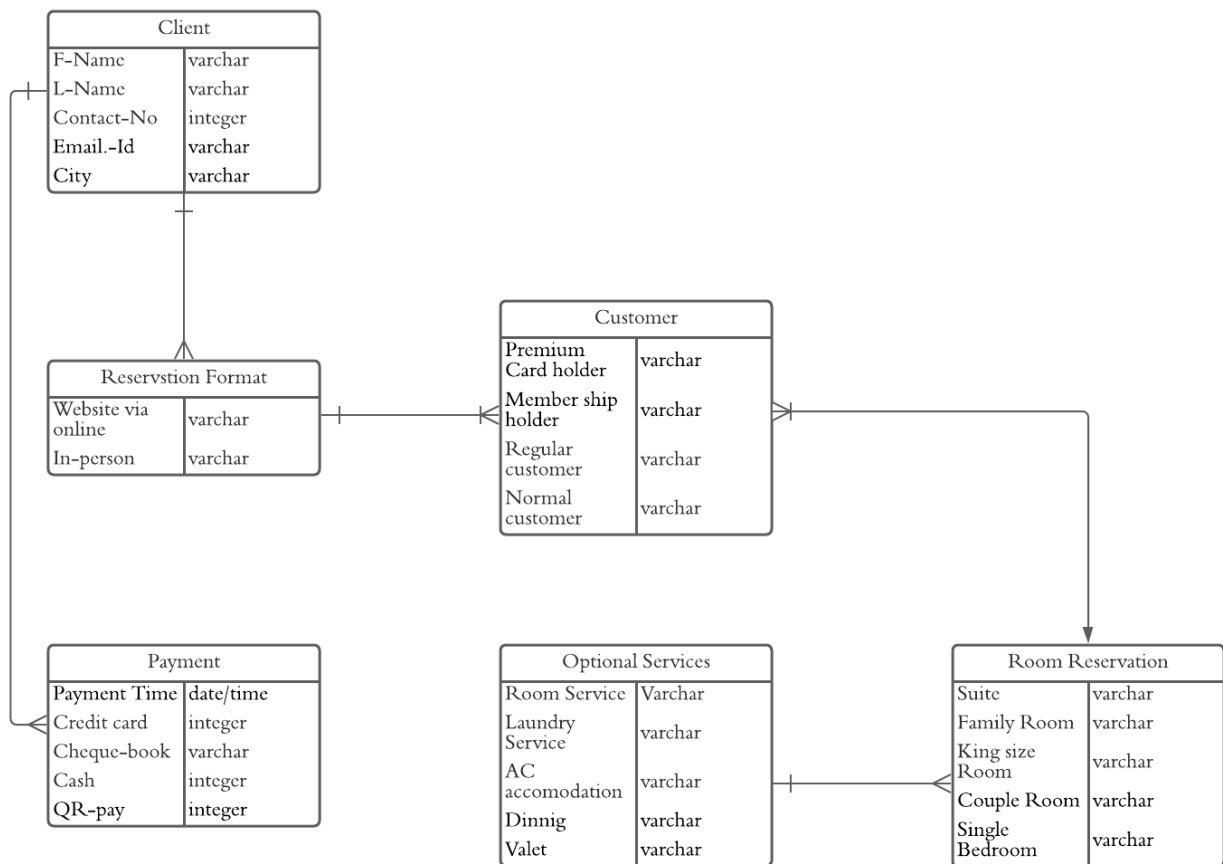 Client
F-Name varchar
L-Name varchar
Contact-No integer
Email.-Id varchar
City varchar
Reservstion Format
Website via
online
varchar
In-person varchar
Customer
Premium
Card holder
varchar
Member ship
holder
varchar
Regular
customer
varchar
Normal
customer
varchar
Payment
Payment Time date/time
Credit card integer
Cheque-book varchar
Cash integer
QR-pay integer
Optional Services
Room Service Varchar
Laundry
Service
varchar
AC
accomodation
varchar
Dinnig varchar
Valet varchar
Room Reservation
Suite varchar
Family Room varchar
King size
Room
varchar
Couple Room varchar
Single
Bedroom
varchar